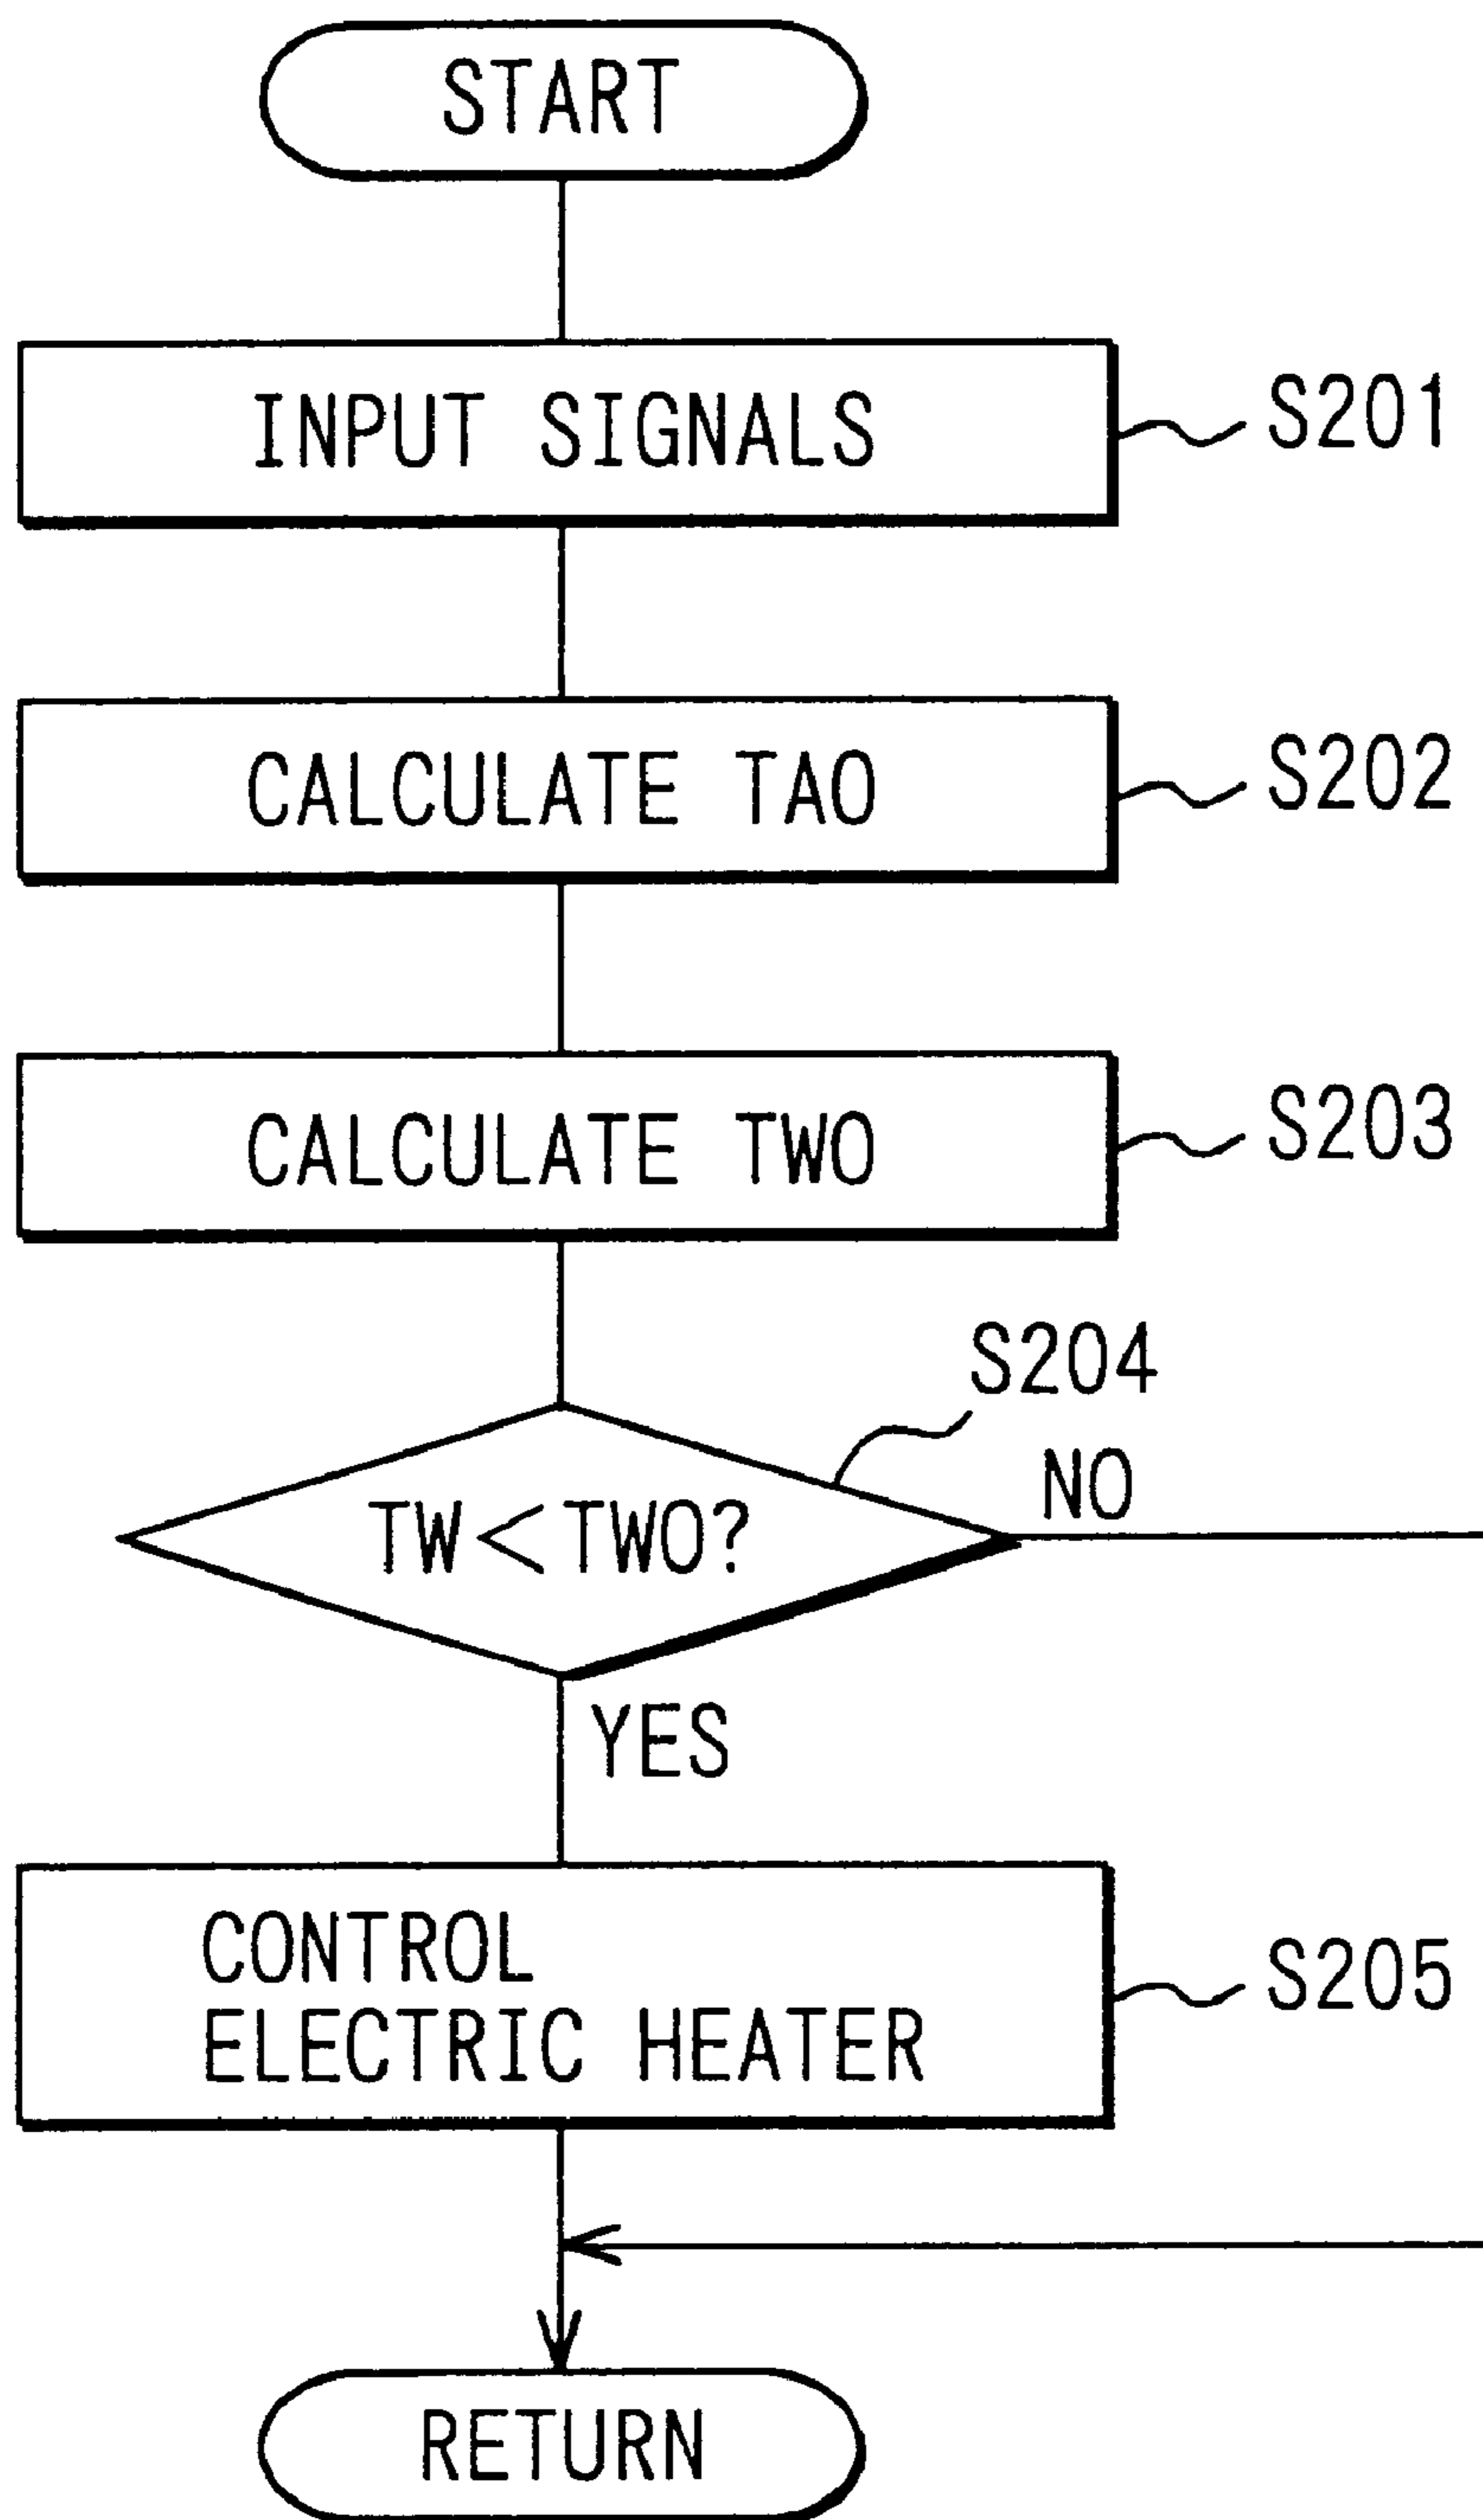 START
INPUT SIGNALS
S201
CALCULATE TAO
S202
CALCULATE TWO
S203
S204
TW<TWO?
NO
YES
CONTROL
ELECTRIC HEATER
S205
RETURN